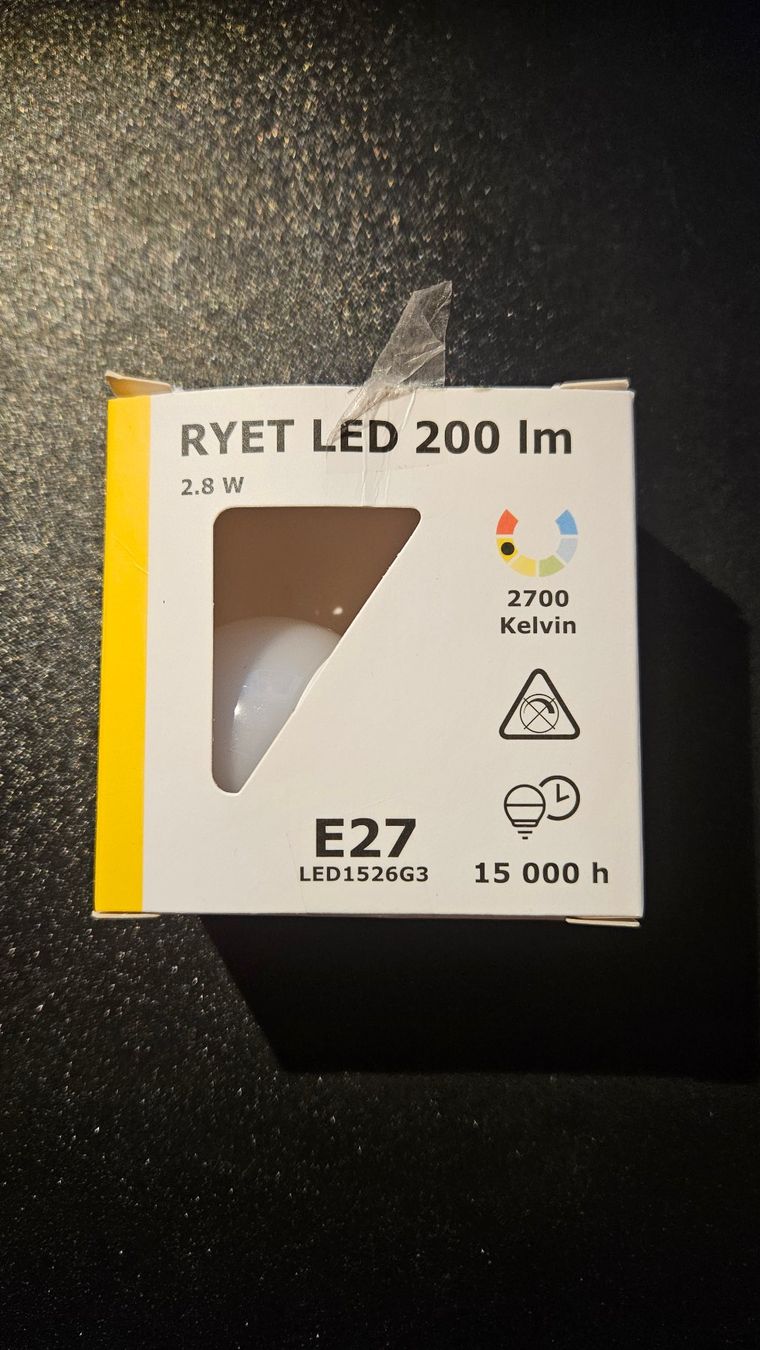 RYET LED 200 lm
2.8 W
2700
Kelvin
E27
LED1526G3
15 000 h